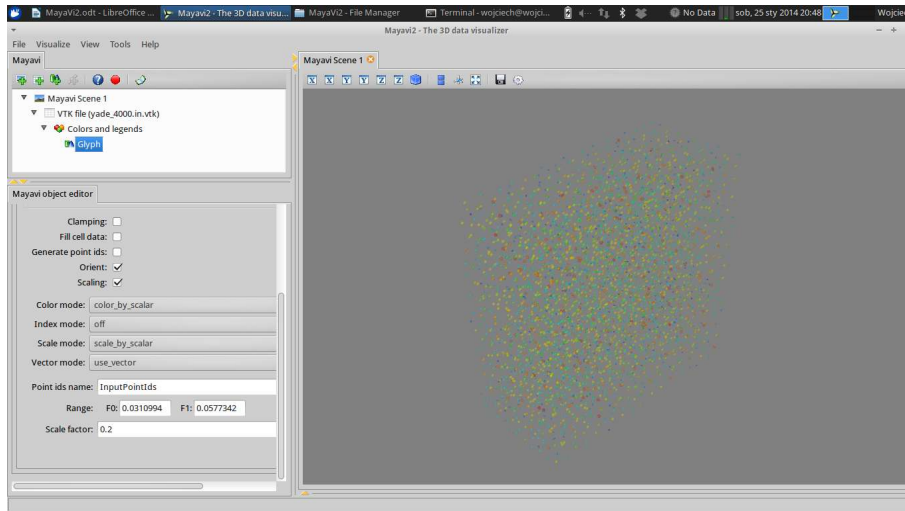 MayaVi2.odt - LibreOffice ... Mayavi2 - The 3D data visu... MayaVi2 - File Manager Terminal - wojciech@wojci... No Data sob, 25 sty 2014 20:48 Wojcie
Mayavi2 - The 3D data visualizer
File Visualize View Tools Help
Mayavi
Mayavi Scene 1
X X Y Y Z Z
Mayavi Scene 1
VTK file (yade_4000.in.vtk)
Colors and legends
Glyph
Mayavi object editor
Clamping:
Fill cell data:
Generate point ids:
Orient:
Scaling:
Color mode: color_by_scalar
Index mode: off
Scale mode: scale_by_scalar
Vector mode: use_vector
Point ids name: InputPointIds
Range: F0: 0.0310994 F1: 0.0577342
Scale factor: 0.2